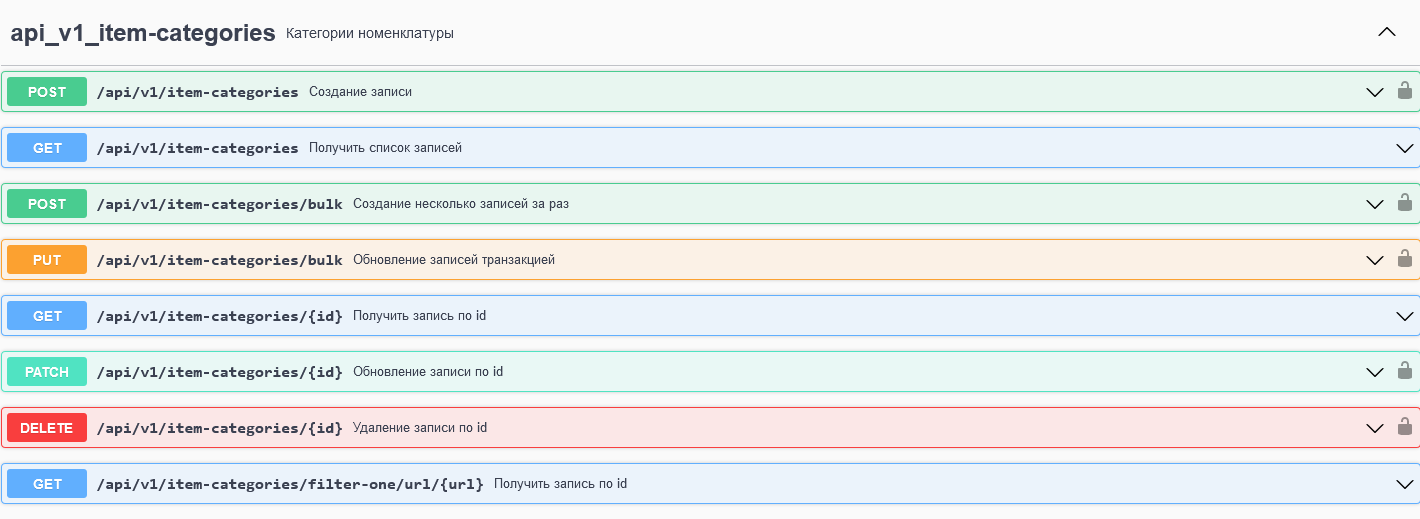 api_v1_item-categories Категории номенклатуры
POST /api/v1/item-categories Создание записи
GET /api/v1/item-categories Получить список записей
POST /api/v1/item-categories/bulk Создание несколько записей за раз
PUT /api/v1/item-categories/bulk Обновление записей транзакцией
GET /api/v1/item-categories/{id} Получить запись по id
PATCH /api/v1/item-categories/{id} Обновление записи по id
DELETE /api/v1/item-categories/{id} Удаление записи по id
GET /api/v1/item-categories/filter-one/url/{url} Получить запись по id